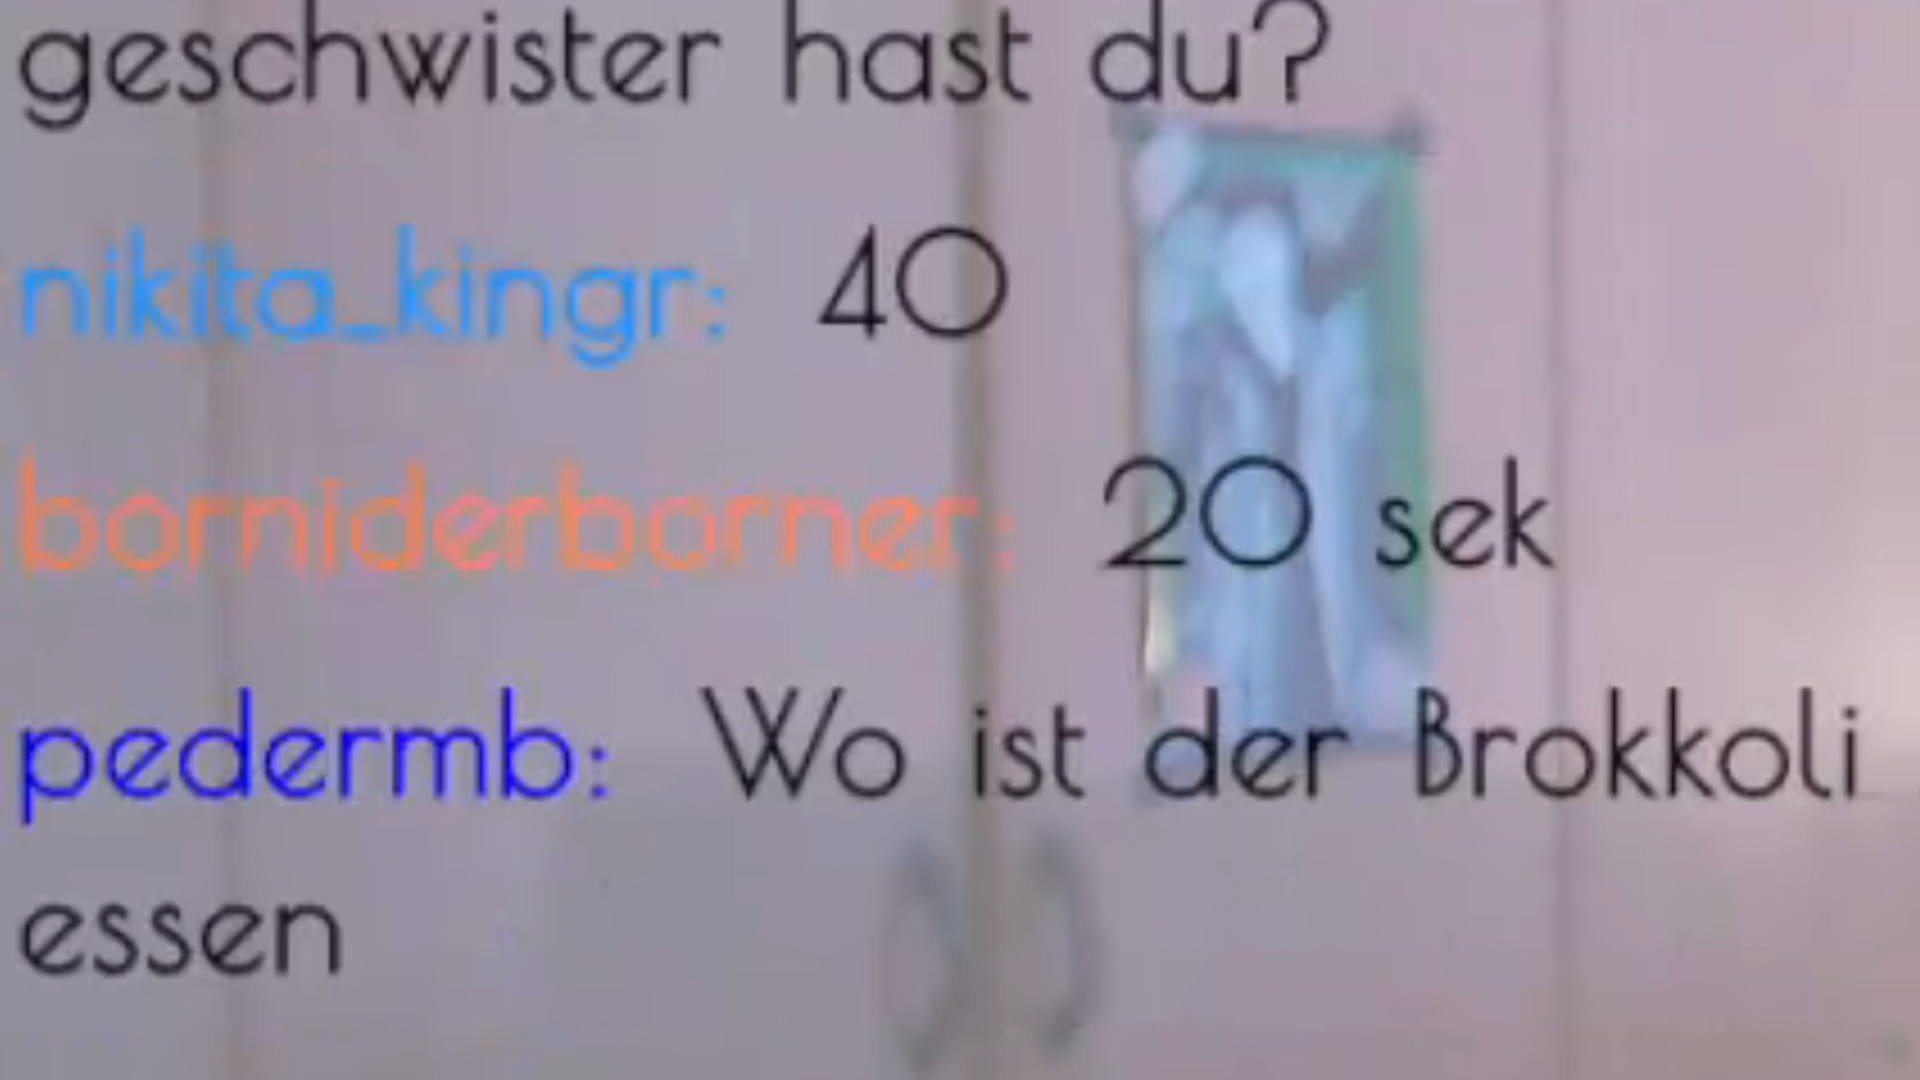 geschwister hast du?
nikita_kingr: 40
borniderborner: 20 sek
pedermb: Wo ist der Brokkoli
essen